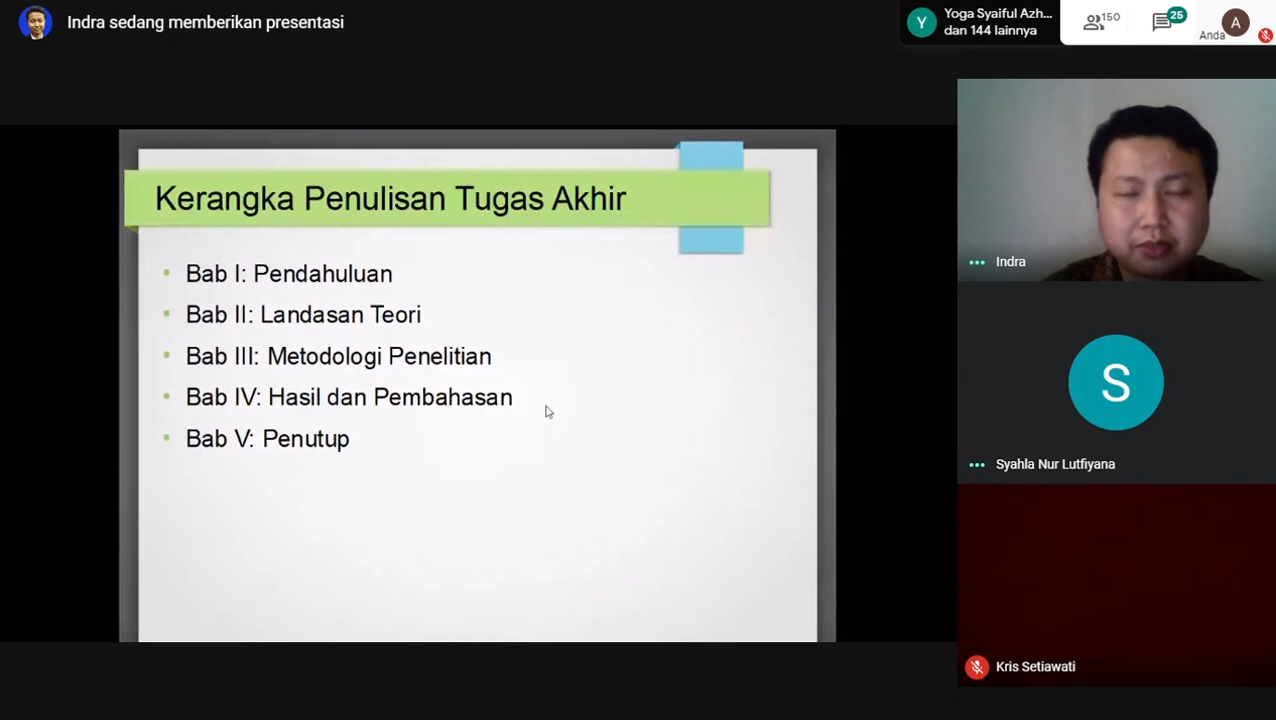 Indra sedang memberikan presentasi
Y
Yoga Syaiful Azh...
dan 144 lainnya
150
25
Anda
A
Kerangka Penulisan Tugas Akhir
Bab I: Pendahuluan
Bab II: Landasan Teori
Bab III: Metodologi Penelitian
Bab IV: Hasil dan Pembahasan
Bab V: Penutup
Indra
S
Syahla Nur Lutfiyana
Kris Setiawati